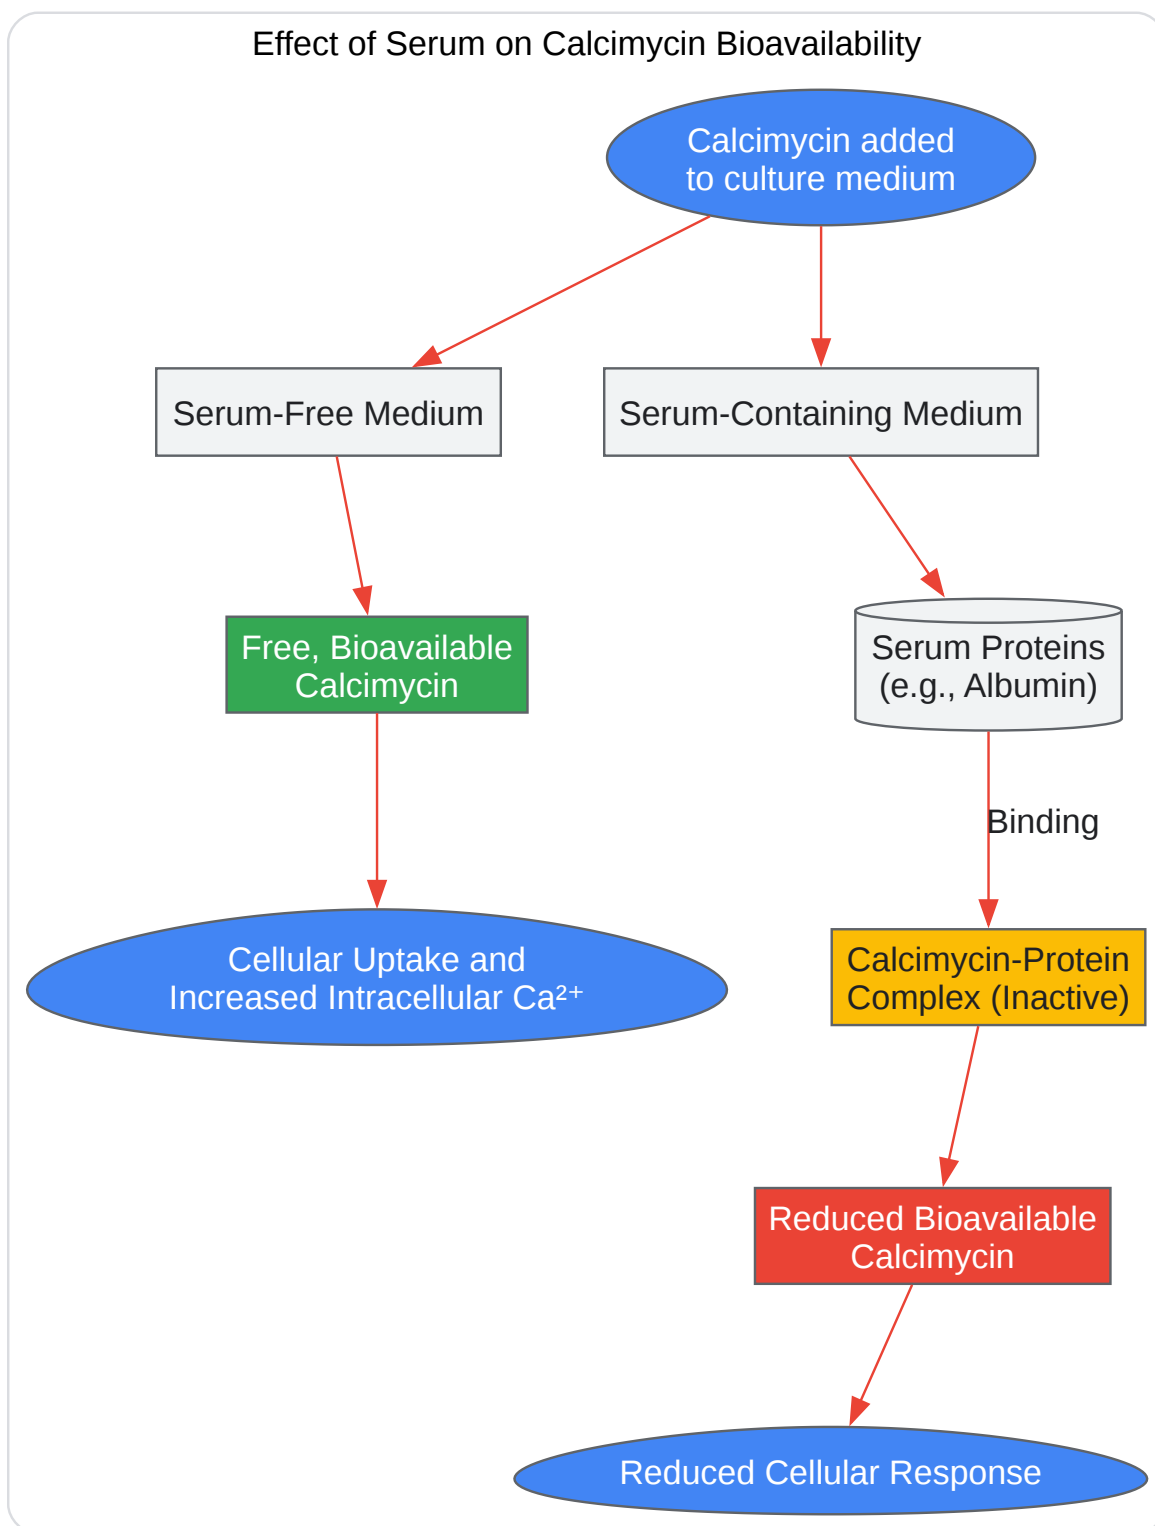 Effect of Serum on Calcimycin Bioavailability
Calcimycin added
to culture medium
Serum-Free Medium
Serum-Containing Medium
Free, Bioavailable
Calcimycin
Serum Proteins
(e.g., Albumin)
Binding
Cellular Uptake and
Increased Intracellular Ca²⁺
Calcimycin-Protein
Complex (Inactive)
Reduced Bioavailable
Calcimycin
Reduced Cellular Response